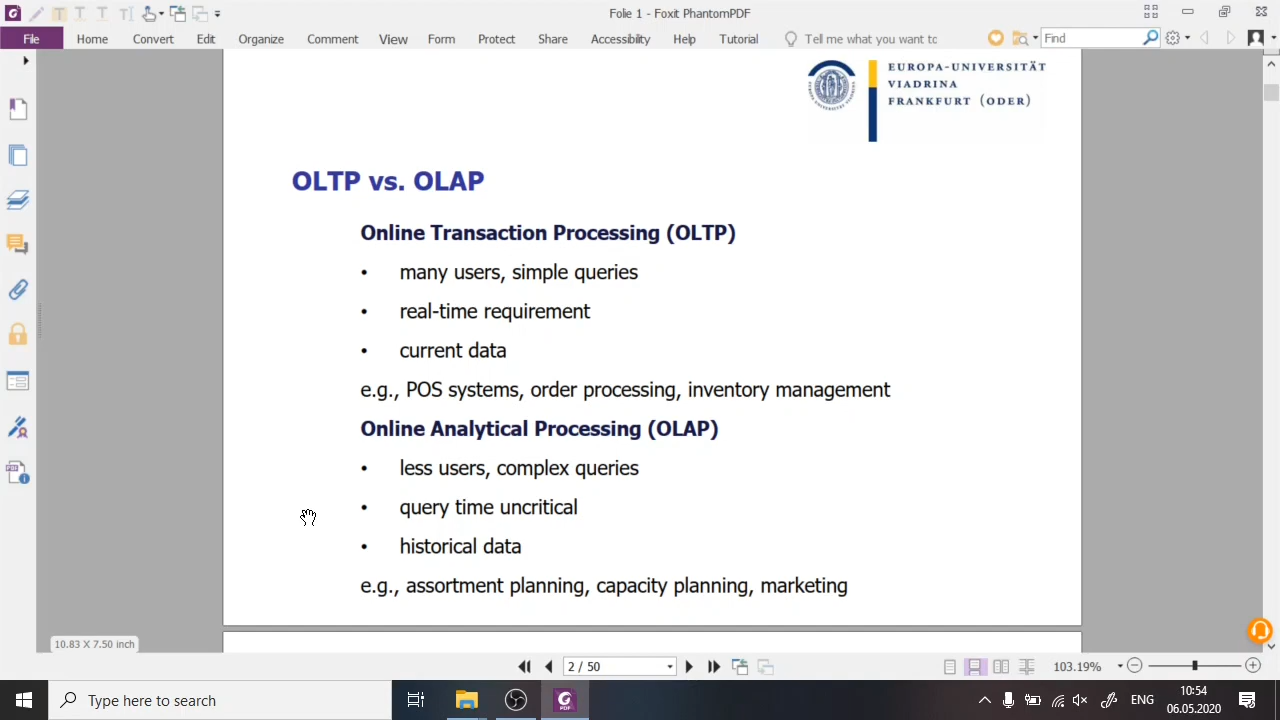 Folie 1 - Foxit PhantomPDF
File Home Convert Edit Organize Comment View Form Protect Share Accessibility Help Tutorial Tell me what you want to Find
EUROPA-UNIVERSITÄT
VIADRINA
FRANKFURT (ODER)
OLTP vs. OLAP
Online Transaction Processing (OLTP)
• many users, simple queries
• real-time requirement
• current data
e.g., POS systems, order processing, inventory management
Online Analytical Processing (OLAP)
• less users, complex queries
• query time uncritical
• historical data
e.g., assortment planning, capacity planning, marketing
10.83 X 7.50 inch
2 / 50
103.19%
Type here to search
PDF
ENG
10:54
06.05.2020